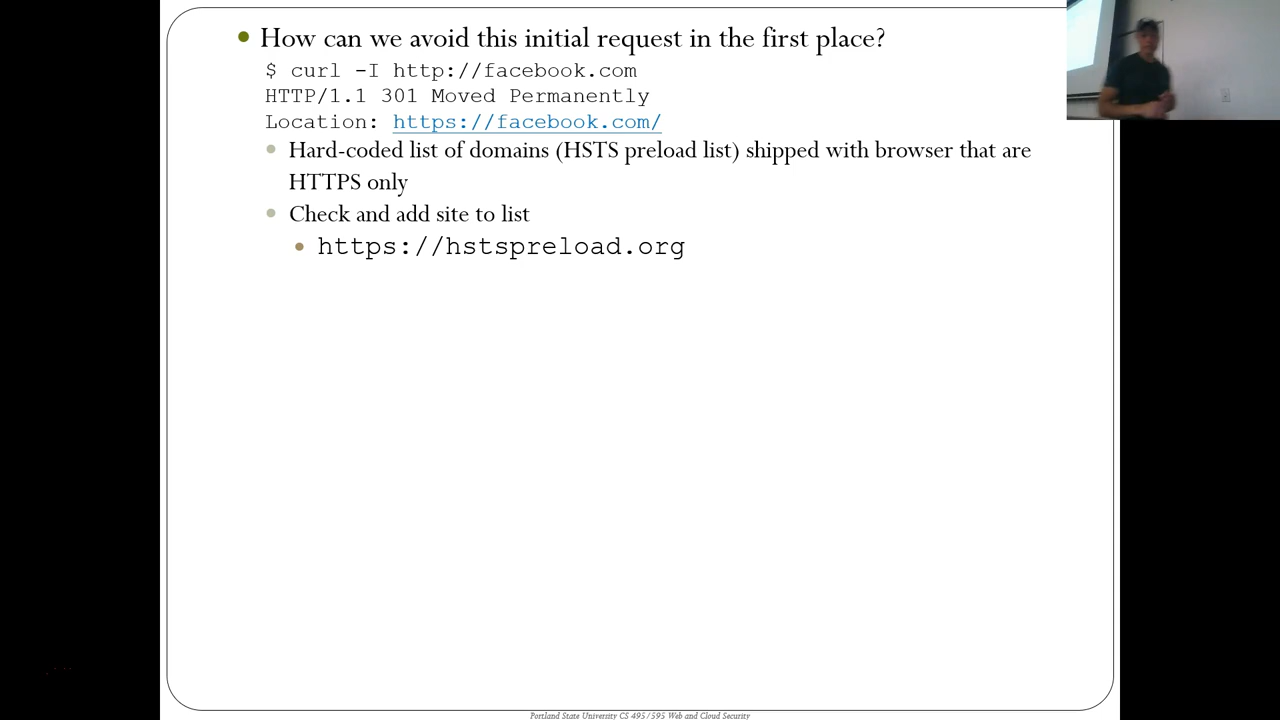 How can we avoid this initial request in the first place?
$ curl -I http://facebook.com
HTTP/1.1 301 Moved Permanently
Location: https://facebook.com/
Hard-coded list of domains (HSTS preload list) shipped with browser that are
HTTPS only
Check and add site to list
https://hstspreload.org
Portland State University CS 495/595 Web and Cloud Security